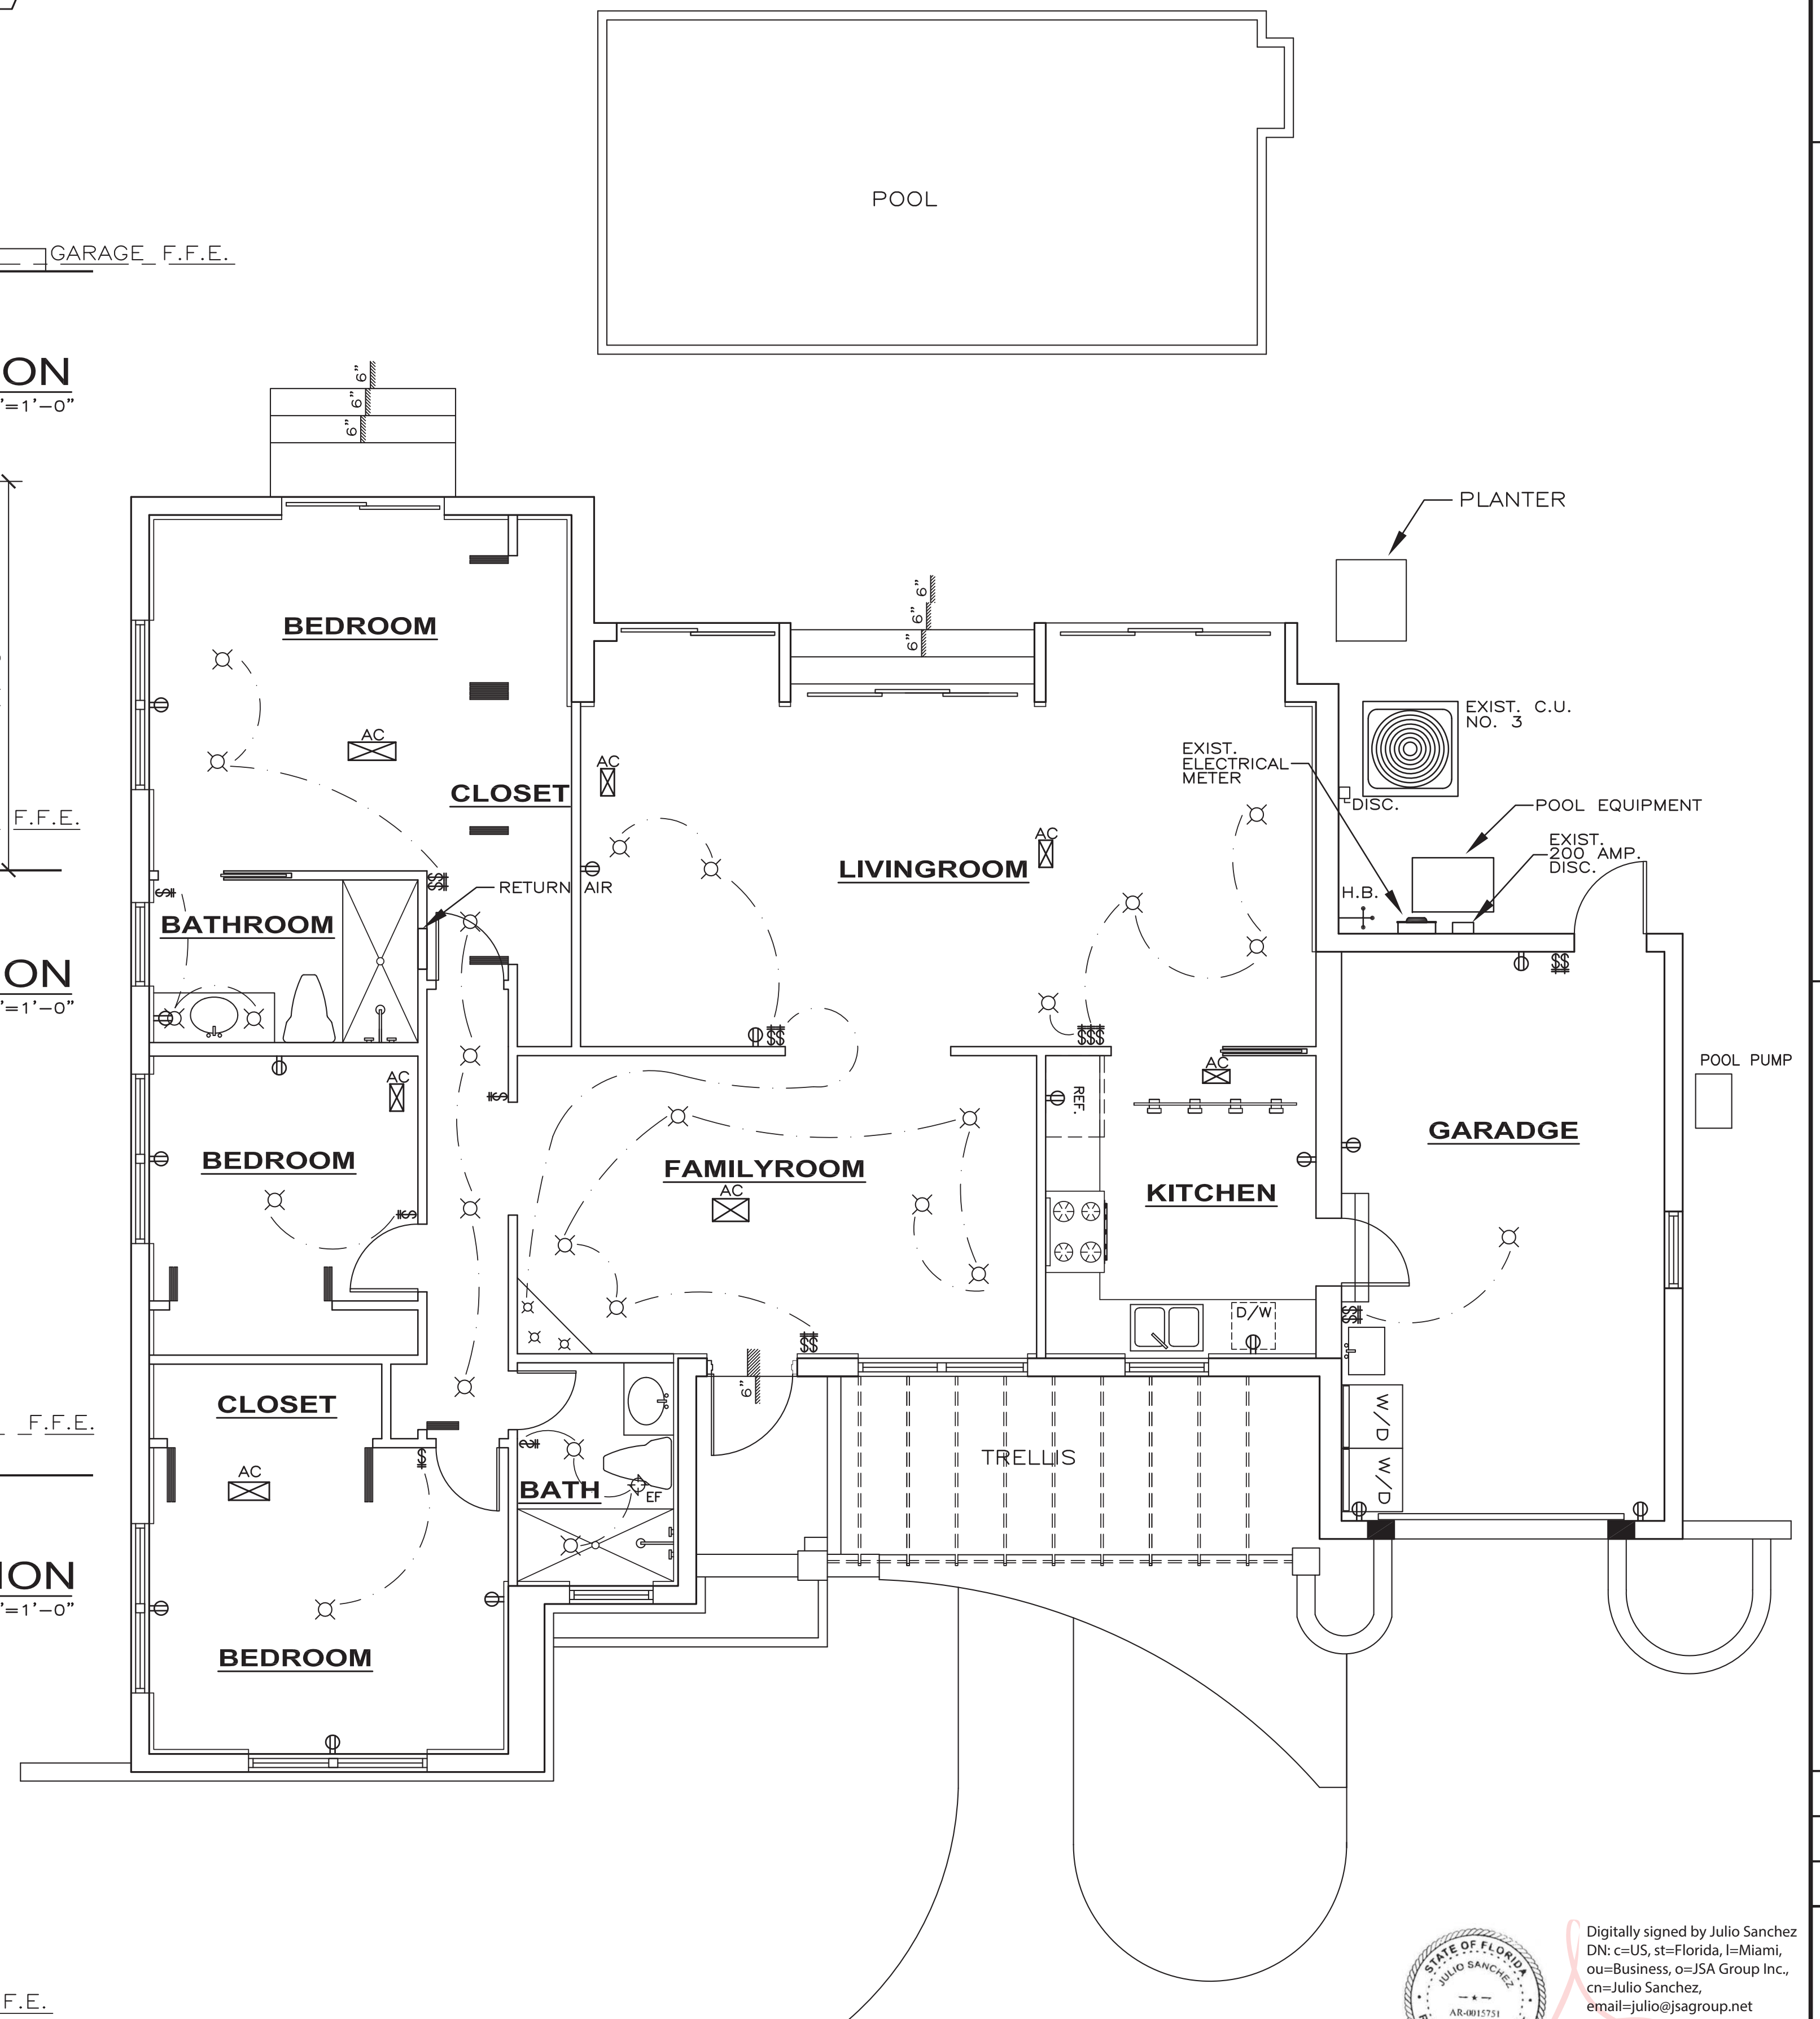 POOL
GARAGE F.F.E.
ON
"=1'-0"
6"
6"
6"
PLANTER
BEDROOM
6"
6"
6"
EXIST. C.U.
NO. 3
AC
AC
EXIST.
ELECTRICAL
METER
CLOSET
DISC.
POOL EQUIPMENT
F.F.E.
AC
EXIST.
200 AMP.
DISC.
LIVINGROOM
RETURN AIR
H.B.
$
$$
BATHROOM
ON
"=1'-0"
$$
$$
$$$
POOL PUMP
AC
AC
REF.
$
GARADGE
BEDROOM
FAMILYROOM
AC
KITCHEN
$
D/W
$$
$$
6"
CLOSET
F.F.E.
W/D
$
$
TRELLIS
AC
W/D
BATH
EF
ION
"=1'-0"
BEDROOM
Digitally signed by Julio Sanchez
DN: c=US, st=Florida, l=Miami,
ou=Business, o=JSA Group Inc.,
cn=Julio Sanchez,
email=julio@jsagroup.net
STATE OF FLORIDA
JULIO SANCHEZ
AR-0015751
F.E.